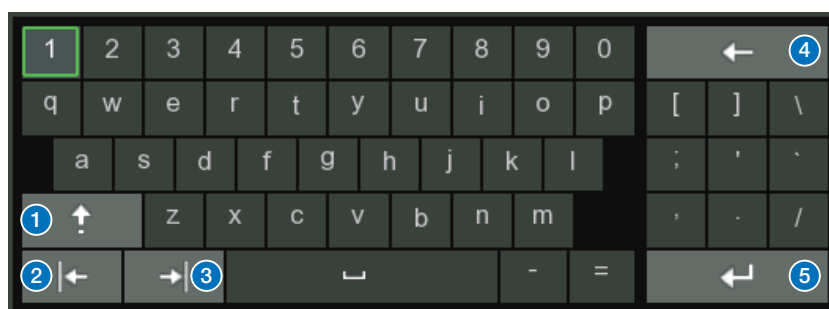 1 2 3 4 5 6 7 8 9 0 ← 4
q w e r t y u i o p [ ] \
a s d f g h j k l ; ' `
1 z x c v b n m , . /
2 3 - = 5